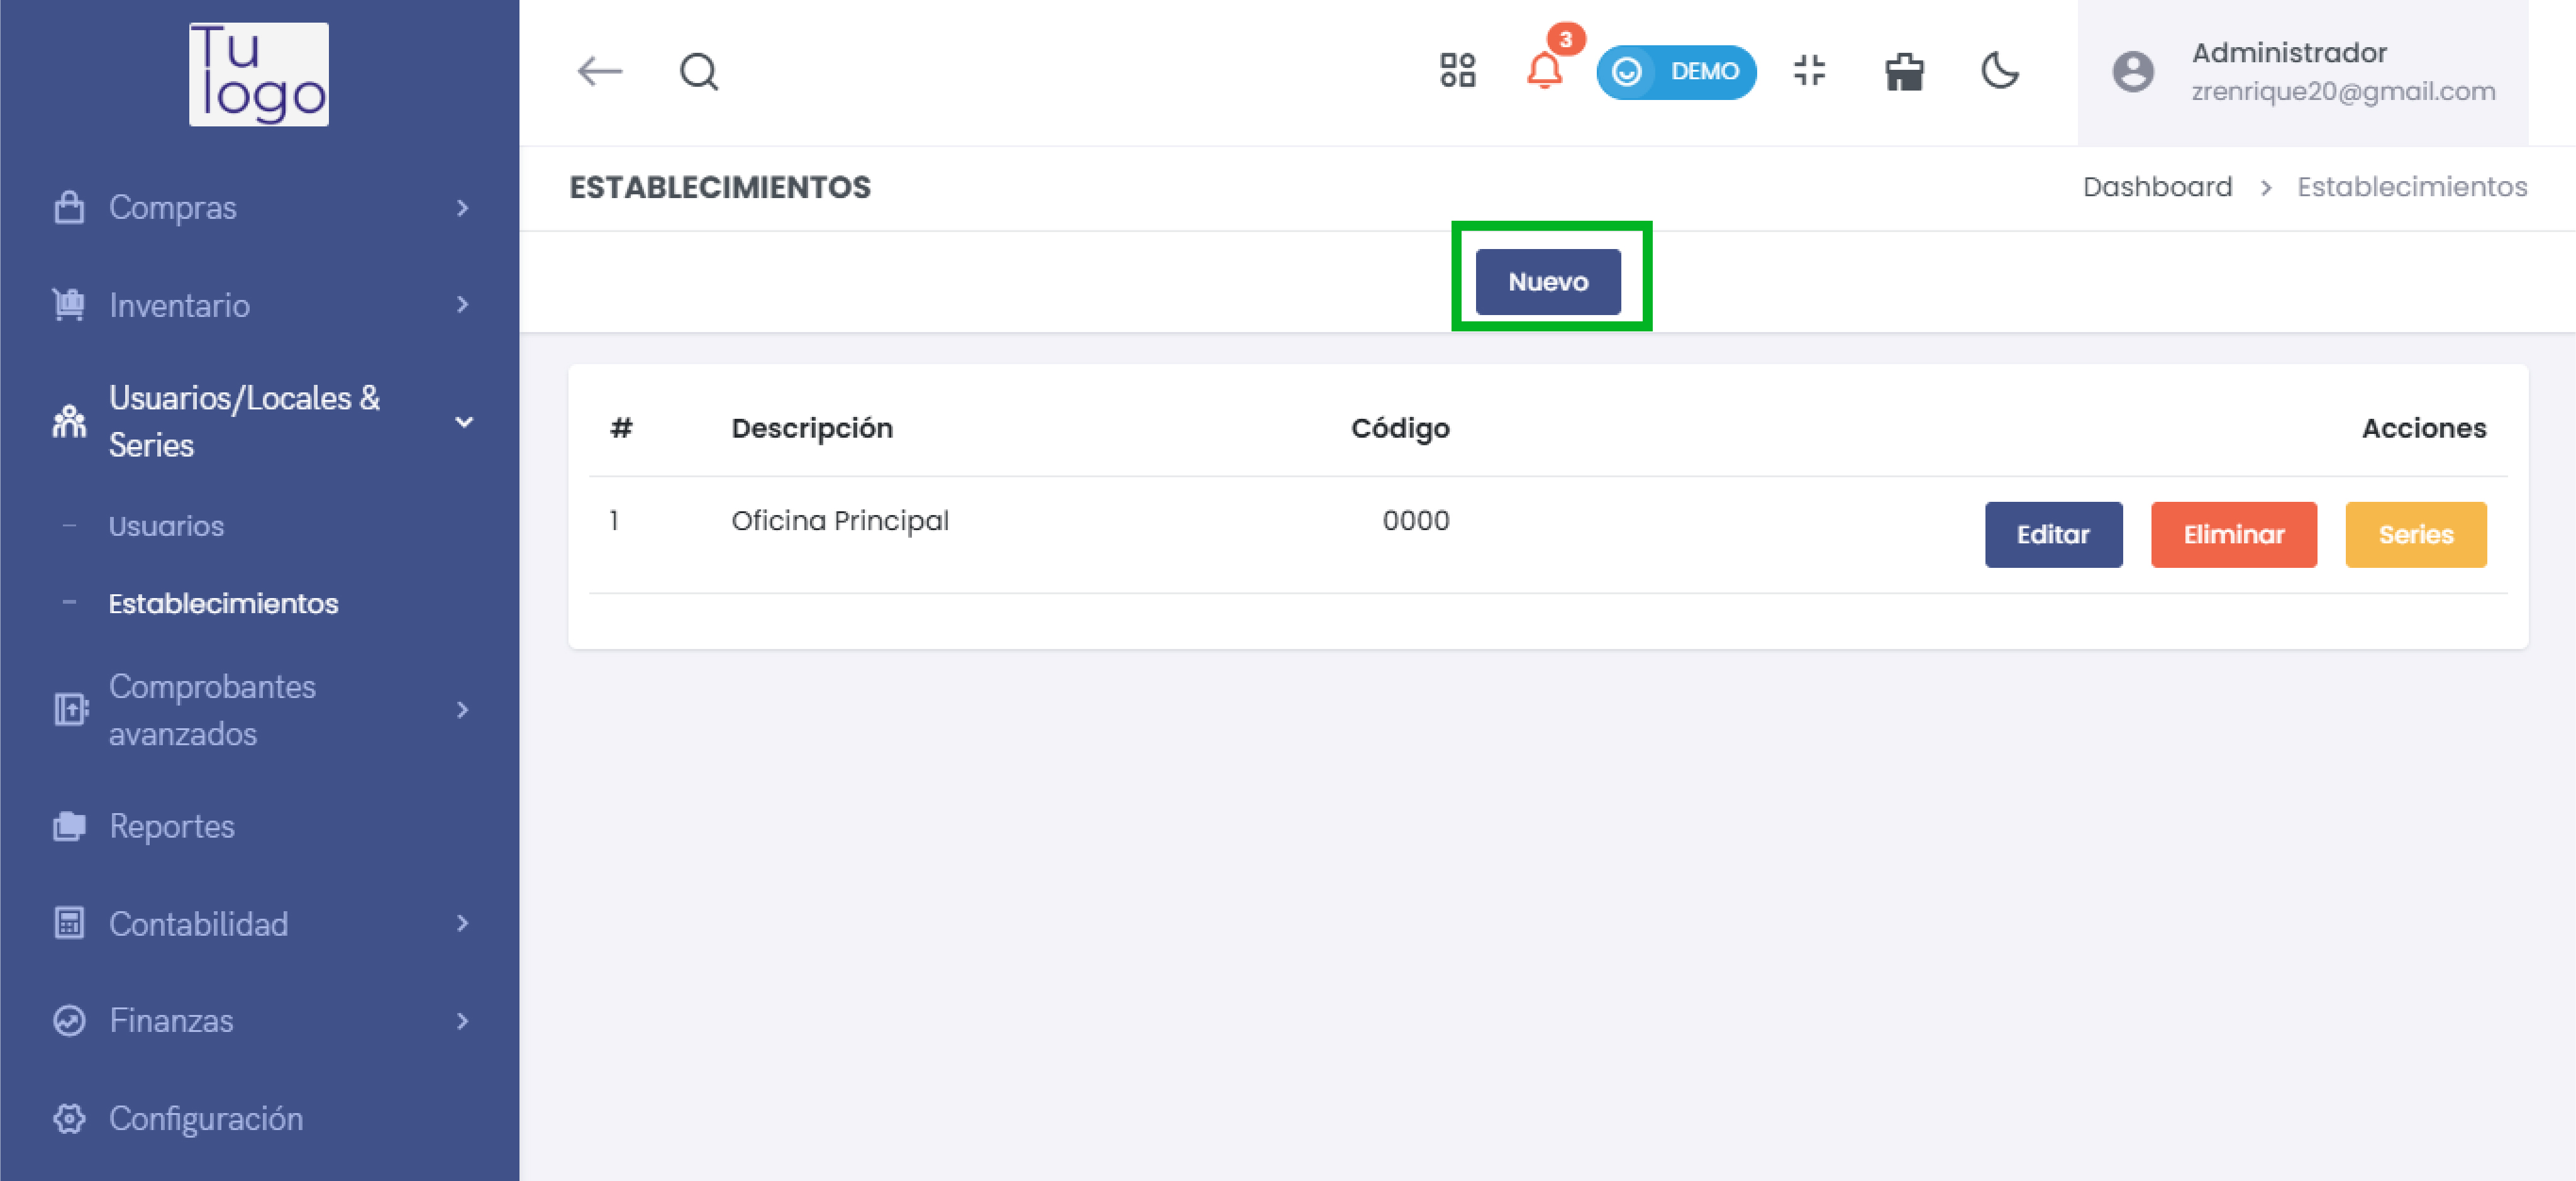 Tu
logo
3
DEMO
Administrador
zrenrique20@gmail.com
Compras
Inventario
Usuarios/Locales &
Series
Usuarios
Establecimientos
Comprobantes
avanzados
Reportes
Contabilidad
Finanzas
Configuración
ESTABLECIMIENTOS
Dashboard > Establecimientos
Nuevo
# Descripción Código Acciones
1 Oficina Principal 0000 Editar Eliminar Series